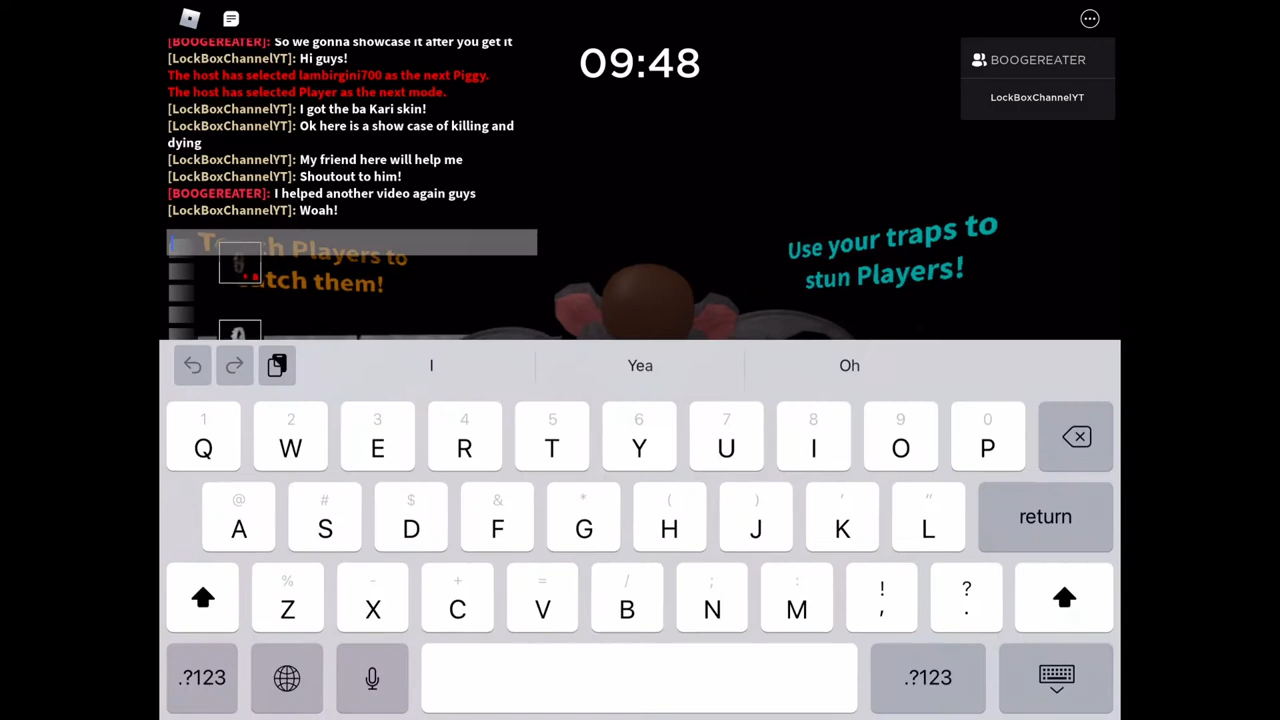 [BOOGEREATER]: So we gonna showcase it after you get it
[LockBoxChannelYT]: Hi guys!
The host has selected lambirgini700 as the next Piggy.
The host has selected Player as the next mode.
[LockBoxChannelYT]: I got the ba Kari skin!
[LockBoxChannelYT]: Ok here is a show case of killing and
dying
[LockBoxChannelYT]: My friend here will help me
[LockBoxChannelYT]: Shoutout to him!
[BOOGEREATER]: I helped another video again guys
[LockBoxChannelYT]: Woah!
09:48
BOOGEREATER
LockBoxChannelYT
Players to
them!
Use your traps to
stun Players!
I Yea Oh
1 2 3 4 5 6 7 8 9 0
Q W E R T Y U I O P
@ # $ & * ( ) ' "
A S D F G H J K L return
% - + = / ; : ! ?
Z X C V B N M , .
.?123 .?123